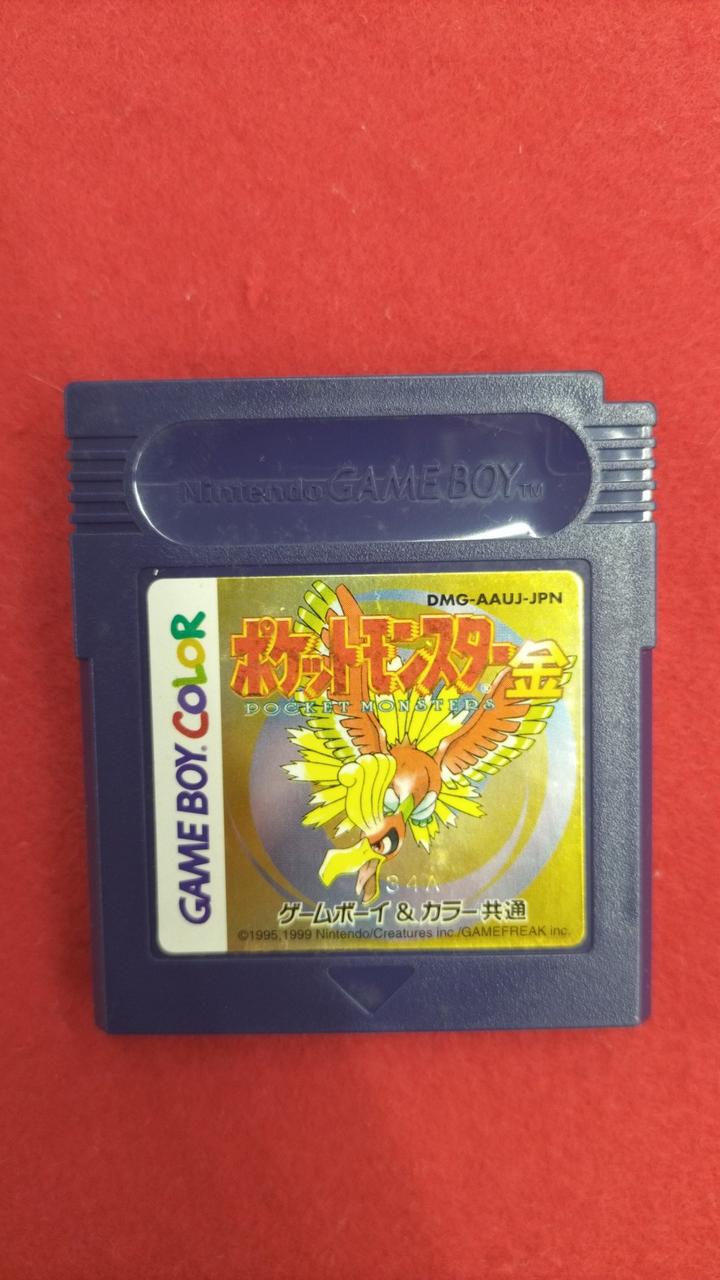 Nintendo GAME BOY TM
GAME BOY COLOR
DMG-AAUJ-JPN
ポケットモンスター金
POCKET MONSTERS
34A
ゲームボーイ & カラー共通
©1995,1999 Nintendo/Creatures inc./GAMEFREAK inc.